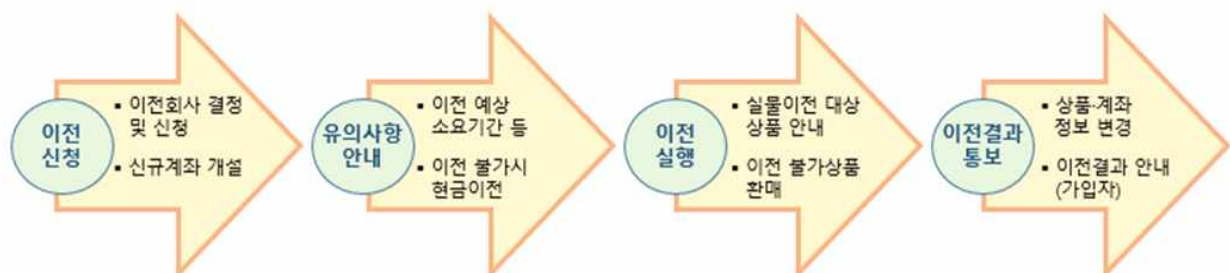 이전
신청
▪ 이전회사 결정
및 신청
▪ 신규계좌 개설
유의사항
안내
▪ 이전 예상
소요기간 등
▪ 이전 불가시
현금이전
이전
실행
▪ 실물이전 대상
상품 안내
▪ 이전 불가상품
환매
이전결과
통보
▪ 상품·계좌
정보 변경
▪ 이전결과 안내
(가입자)